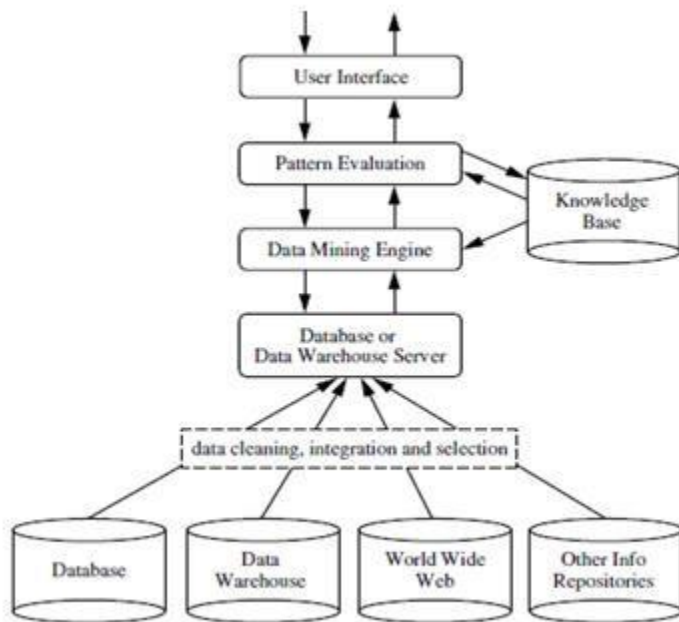 User Interface
Pattern Evaluation
Knowledge
Base
Data Mining Engine
Database or
Data Warehouse Server
data cleaning, integration and selection
Database
Data
Warehouse
World Wide
Web
Other Info
Repositories